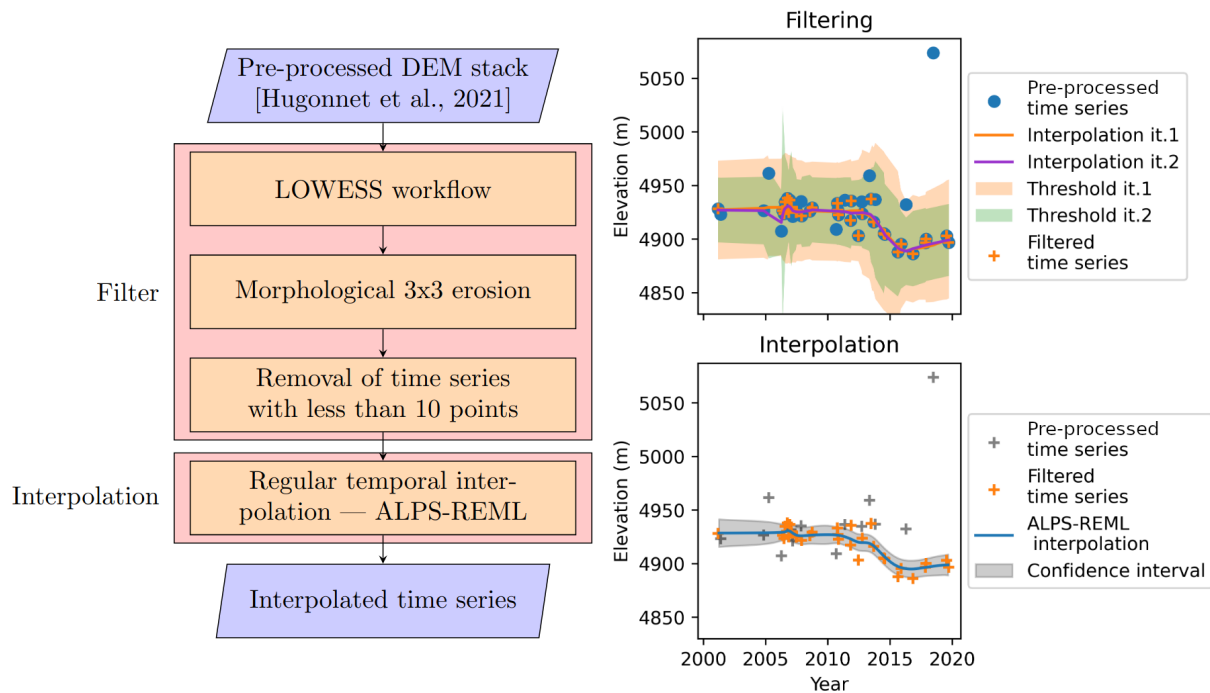 Pre-processed DEM stack
[Hugonnet et al., 2021]
Filter
LOWESS workflow
Morphological 3x3 erosion
Removal of time series
with less than 10 points
Interpolation
Regular temporal inter-
polation — ALPS-REML
Interpolated time series
Filtering
Elevation (m)
5050
5000
4950
4900
4850
Pre-processed
time series
Interpolation it.1
Interpolation it.2
Threshold it.1
Threshold it.2
Filtered
time series
Interpolation
Elevation (m)
5050
5000
4950
4900
4850
2000 2005 2010 2015 2020
Year
Pre-processed
time series
Filtered
time series
ALPS-REML
interpolation
Confidence interval